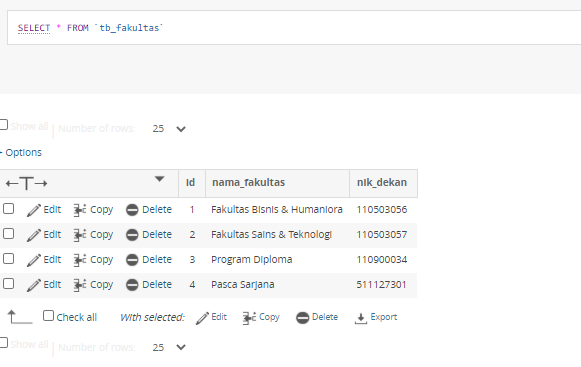 SELECT * FROM `tb_fakultas`
Show all | Number of rows: 25
Options
←T→ id nama_fakultas nik_dekan
Edit Copy Delete 1 Fakultas Bisnis & Humaniora 110503056
Edit Copy Delete 2 Fakultas Sains & Teknologi 110503057
Edit Copy Delete 3 Program Diploma 110900034
Edit Copy Delete 4 Pasca Sarjana 511127301
Check all With selected: Edit Copy Delete Export
Show all | Number of rows: 25